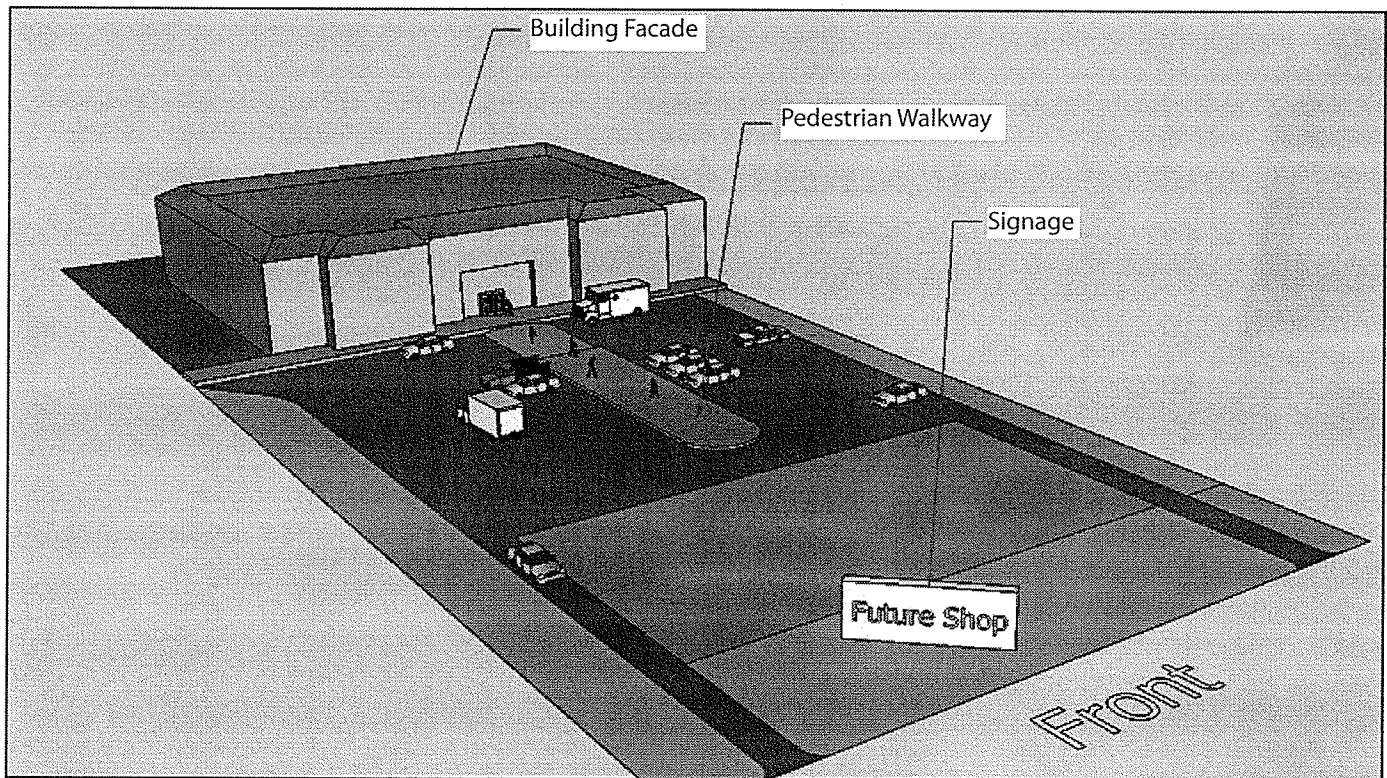 Building Facade
Pedestrian Walkway
Signage
Future Shop
Front